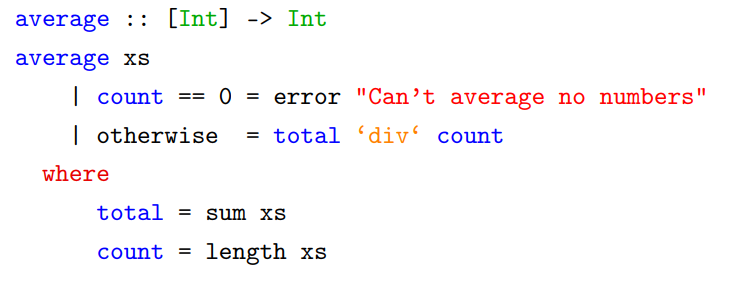 average :: [Int] -> Int
average xs
    | count == 0 = error "Can’t average no numbers"
    | otherwise  = total ‘div‘ count
  where
      total = sum xs
      count = length xs